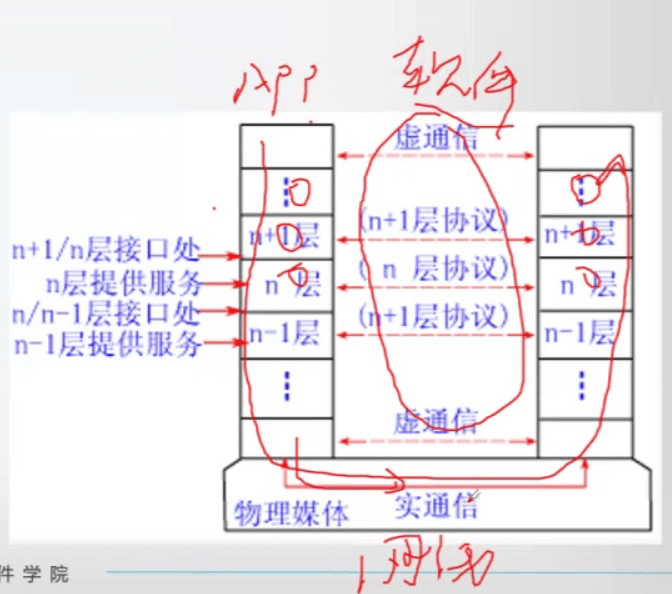 APP
软件
虚通信
n+1层 (n+1层协议) n+1层
n+1/n层接口处
n层提供服务 n 层 ( n 层协议) n 层
n/n-1层接口处
n-1层提供服务 n-1层 (n+1层协议) n-1层
虚通信
物理媒体 实通信
件 学 院